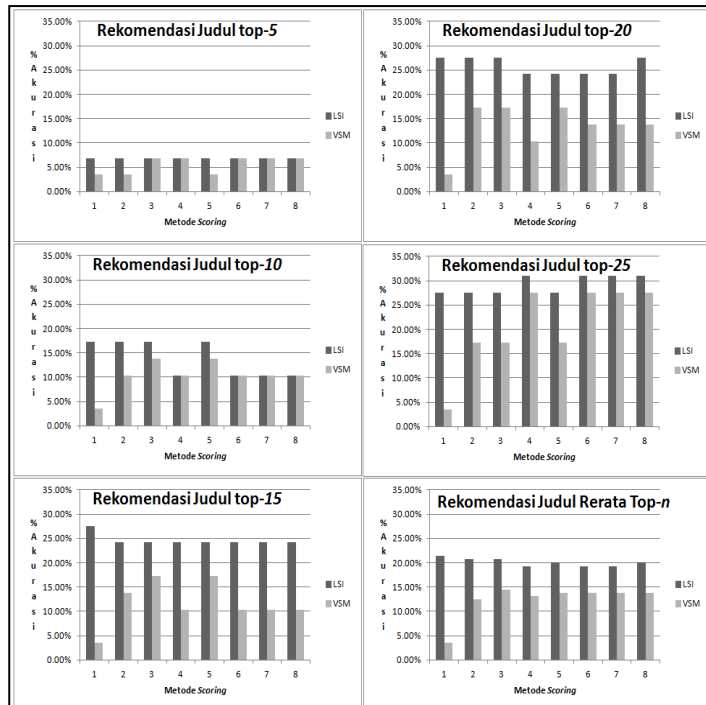 Rekomendasi Judul top-5
% Akurasi
35.00%
30.00%
25.00%
20.00%
15.00%
10.00%
5.00%
0.00%
1 2 3 4 5 6 7 8
Metode Scoring
LSI
VSM
Rekomendasi Judul top-20
% Akurasi
35.00%
30.00%
25.00%
20.00%
15.00%
10.00%
5.00%
0.00%
1 2 3 4 5 6 7 8
Metode Scoring
LSI
VSM
Rekomendasi Judul top-10
% Akurasi
35.00%
30.00%
25.00%
20.00%
15.00%
10.00%
5.00%
0.00%
1 2 3 4 5 6 7 8
Metode Scoring
LSI
VSM
Rekomendasi Judul top-25
% Akurasi
35.00%
30.00%
25.00%
20.00%
15.00%
10.00%
5.00%
0.00%
1 2 3 4 5 6 7 8
Metode Scoring
LSI
VSM
Rekomendasi Judul top-15
% Akurasi
35.00%
30.00%
25.00%
20.00%
15.00%
10.00%
5.00%
0.00%
1 2 3 4 5 6 7 8
Metode Scoring
LSI
VSM
Rekomendasi Judul Rerata Top-n
% Akurasi
35.00%
30.00%
25.00%
20.00%
15.00%
10.00%
5.00%
0.00%
1 2 3 4 5 6 7 8
Metode Scoring
LSI
VSM